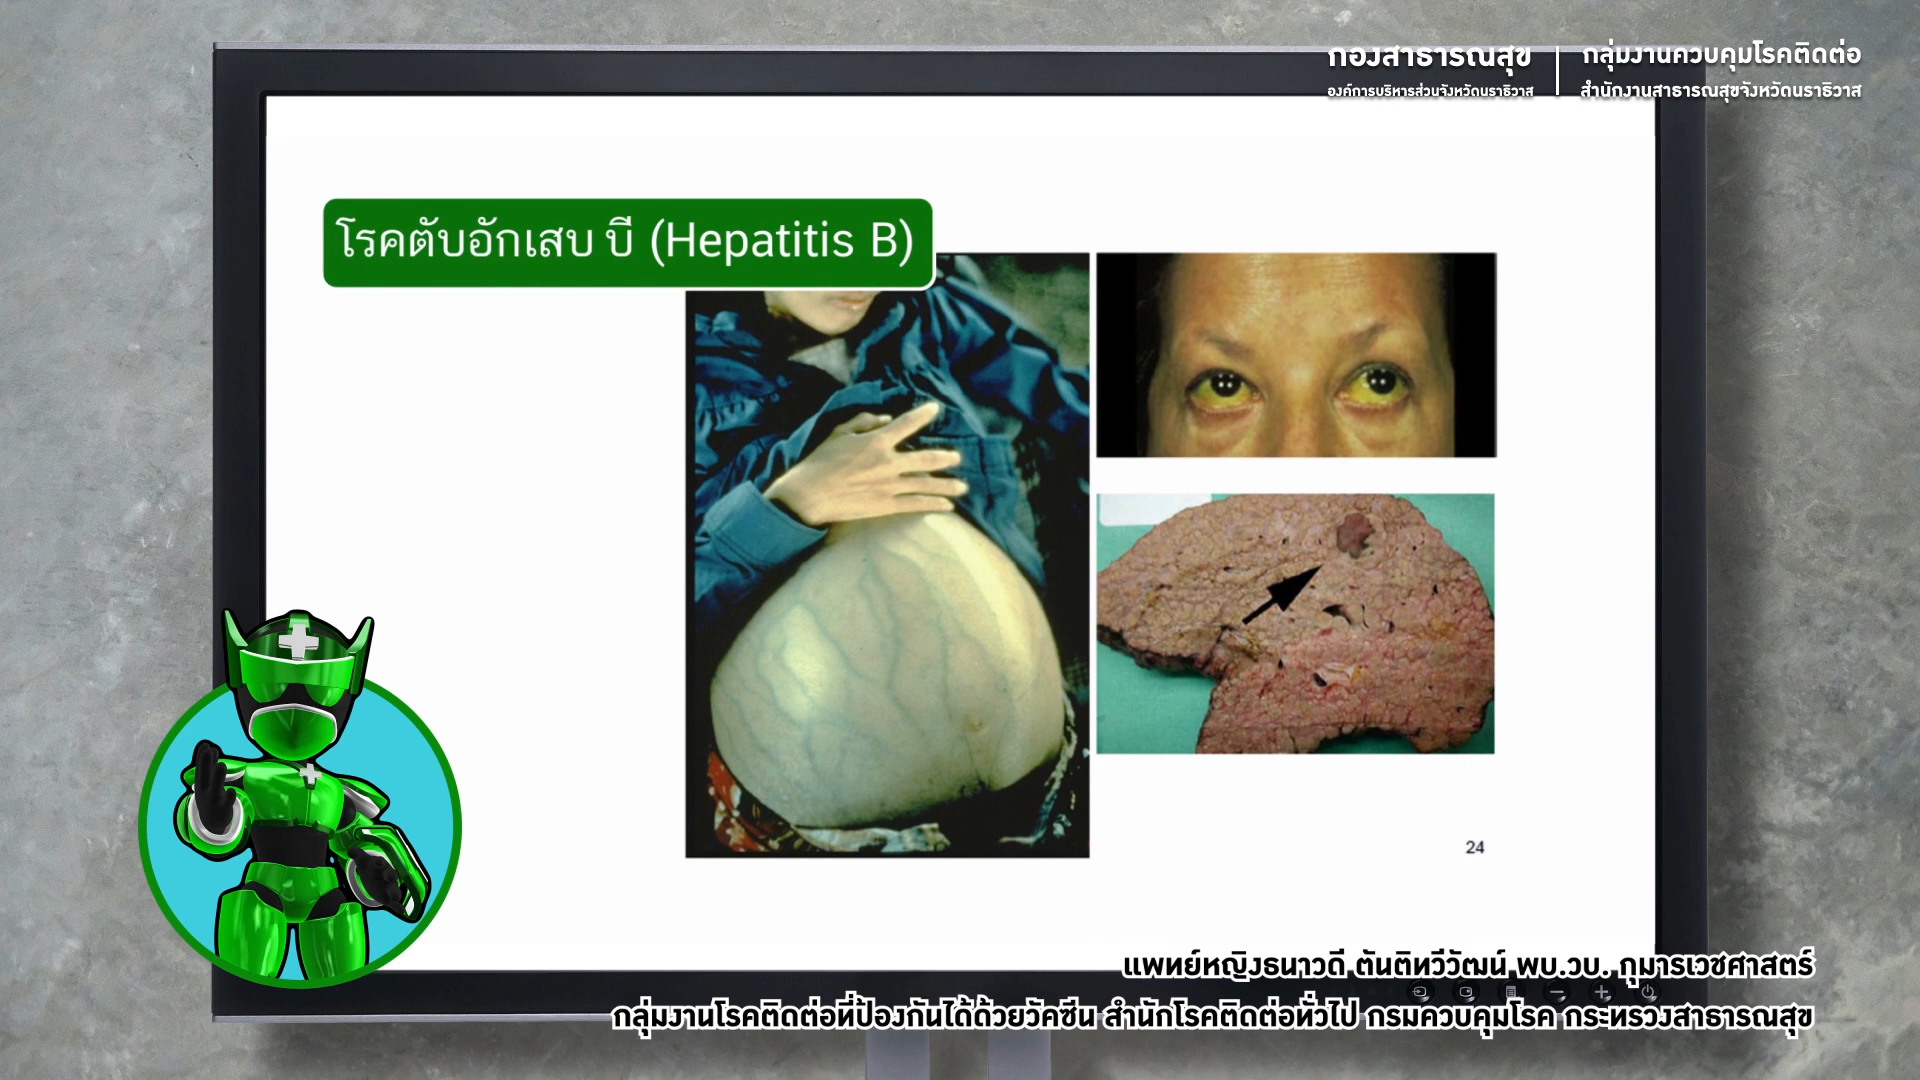 กองสาธารณสุข
องค์การบริหารส่วนจังหวัดนราธิวาส
กลุ่มงานควบคุมโรคติดต่อ
สำนักงานสาธารณสุขจังหวัดนราธิวาส
โรคตับอักเสบ บี (Hepatitis B)
24
แพทย์หญิงธนาวดี ตันติทวีวัฒน์ พบ.วบ. กุมารเวชศาสตร์
กลุ่มงานโรคติดต่อที่ป้องกันได้ด้วยวัคซีน สำนักโรคติดต่อทั่วไป กรมควบคุมโรค กระทรวงสาธารณสุข